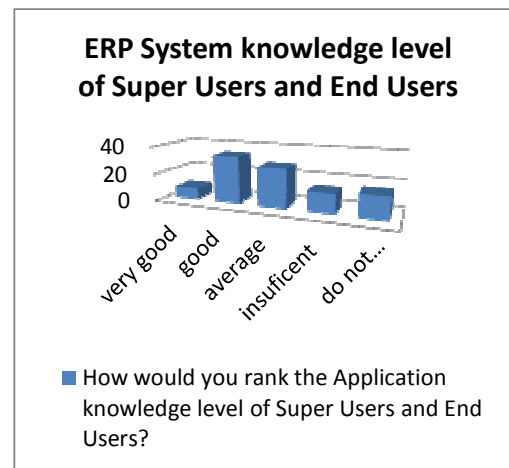 ERP System knowledge level
of Super Users and End Users
40
20
0
very good
good
average
insuficent
do not...
How would you rank the Application
knowledge level of Super Users and End
Users?